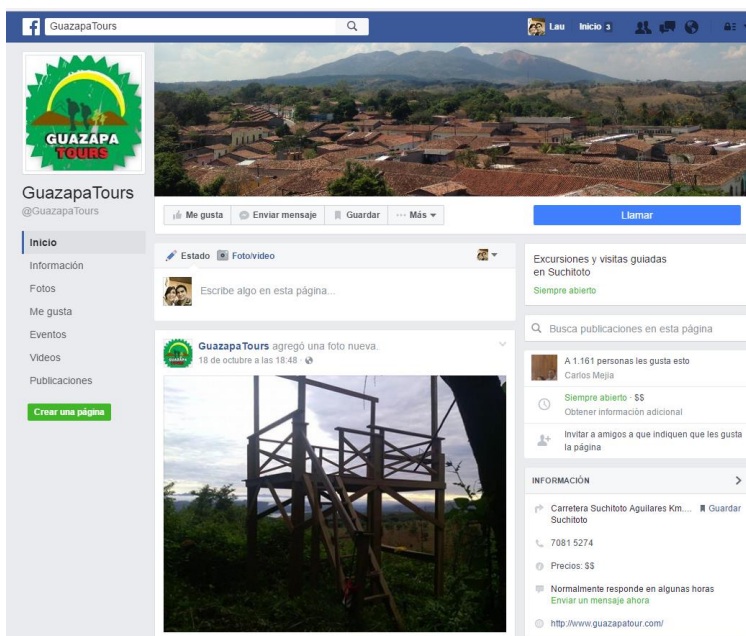 GuazapaTours
Lau
Inicio 3
GUAZAPA
TOURS
GuazapaTours
@GuazapaTours
Inicio
Información
Fotos
Me gusta
Eventos
Videos
Publicaciones
Crear una página
Me gusta
Enviar mensaje
Guardar
Más
Llamar
Estado
Foto/video
Escribe algo en esta página...
GuazapaTours agregó una foto nueva.
18 de octubre a las 18:48 ·
Excursiones y visitas guiadas
en Suchitoto
Siempre abierto
Busca publicaciones en esta página
A 1.161 personas les gusta esto
Carlos Mejia
Siempre abierto · $$
Obtener información adicional
Invitar a amigos a que indiquen que les gusta
la página
INFORMACIÓN
Carretera Suchitoto Aguilares Km.... Guardar
Suchitoto
7081 5274
Precios: $$
Normalmente responde en algunas horas
Enviar un mensaje ahora
http://www.guazapatour.com/